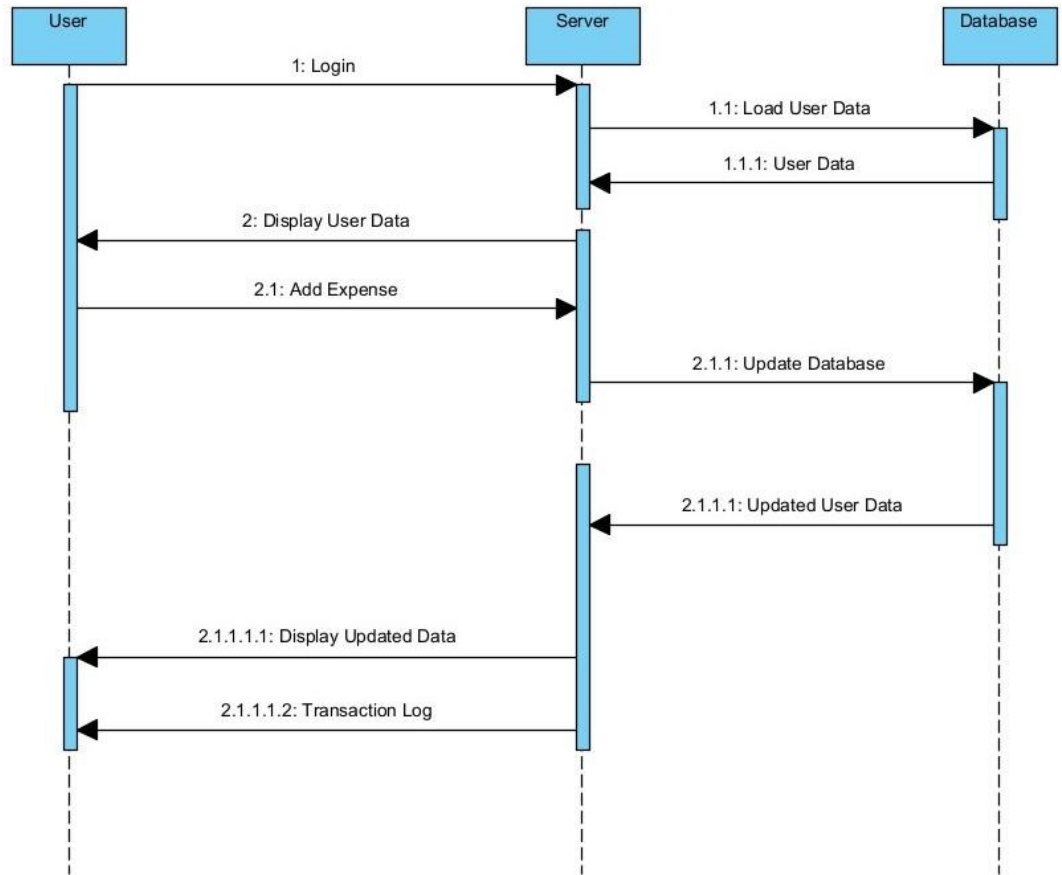 User
Server
Database
1: Login
1.1: Load User Data
1.1.1: User Data
2: Display User Data
2.1: Add Expense
2.1.1: Update Database
2.1.1.1: Updated User Data
2.1.1.1.1: Display Updated Data
2.1.1.1.2: Transaction Log